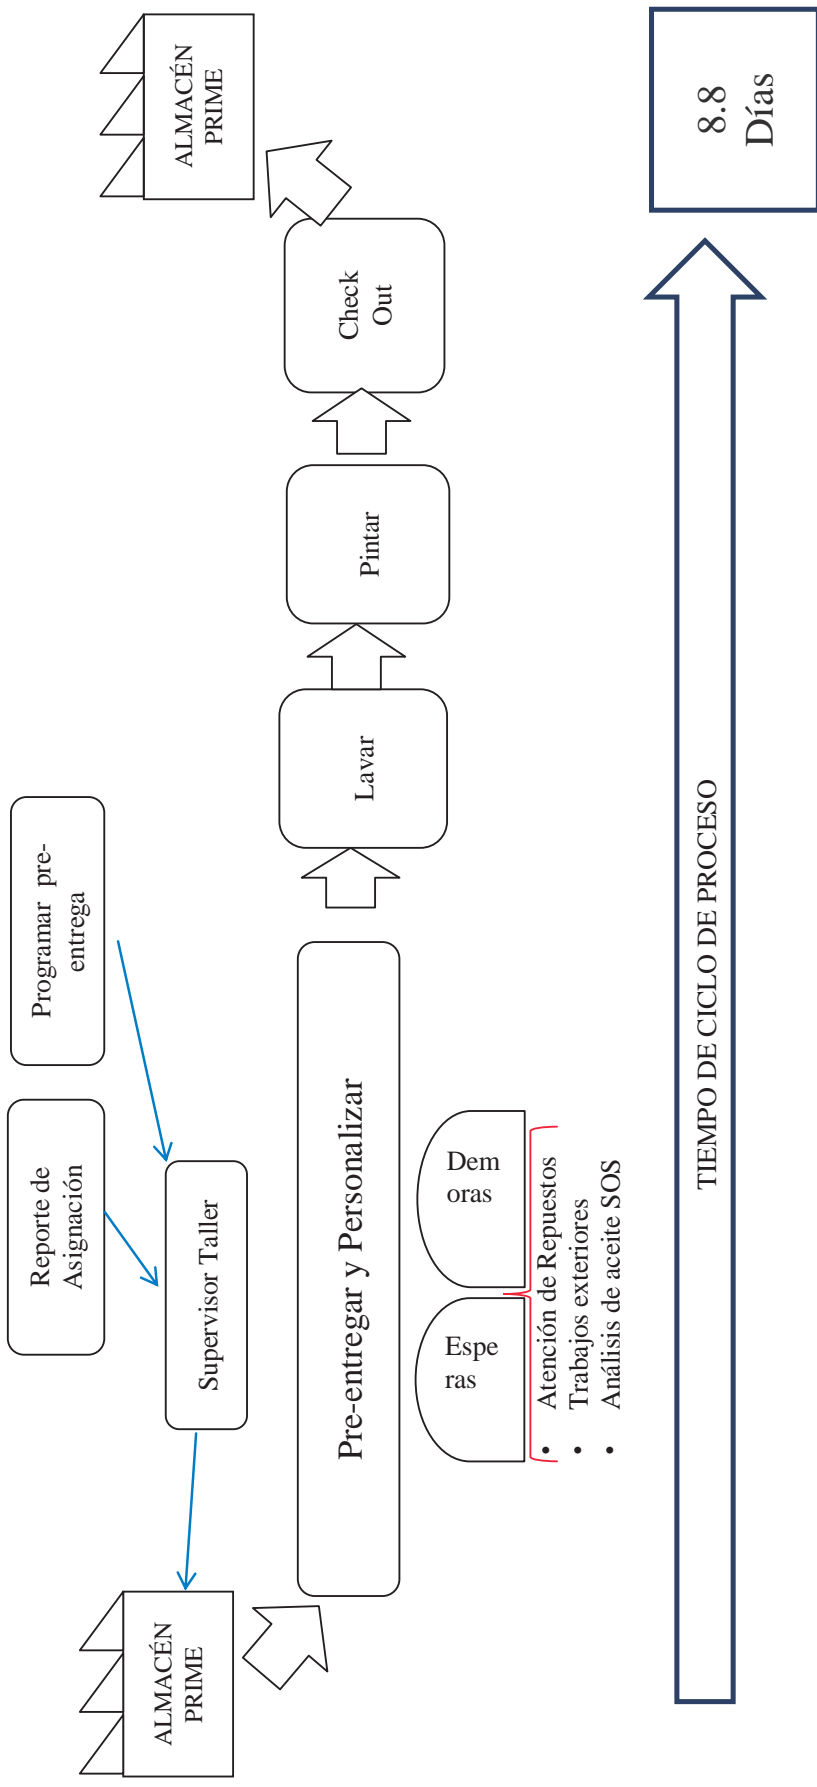 Reporte de
Asignación
Programar pre-
entrega
Supervisor Taller
ALMACÉN
PRIME
ALMACÉN
PRIME
Pre-entregar y Personalizar
Lavar
Pintar
Check
Out
Espe
ras
Dem
oras
• Atención de Repuestos
• Trabajos exteriores
• Análisis de aceite SOS
TIEMPO DE CICLO DE PROCESO
8.8
Días